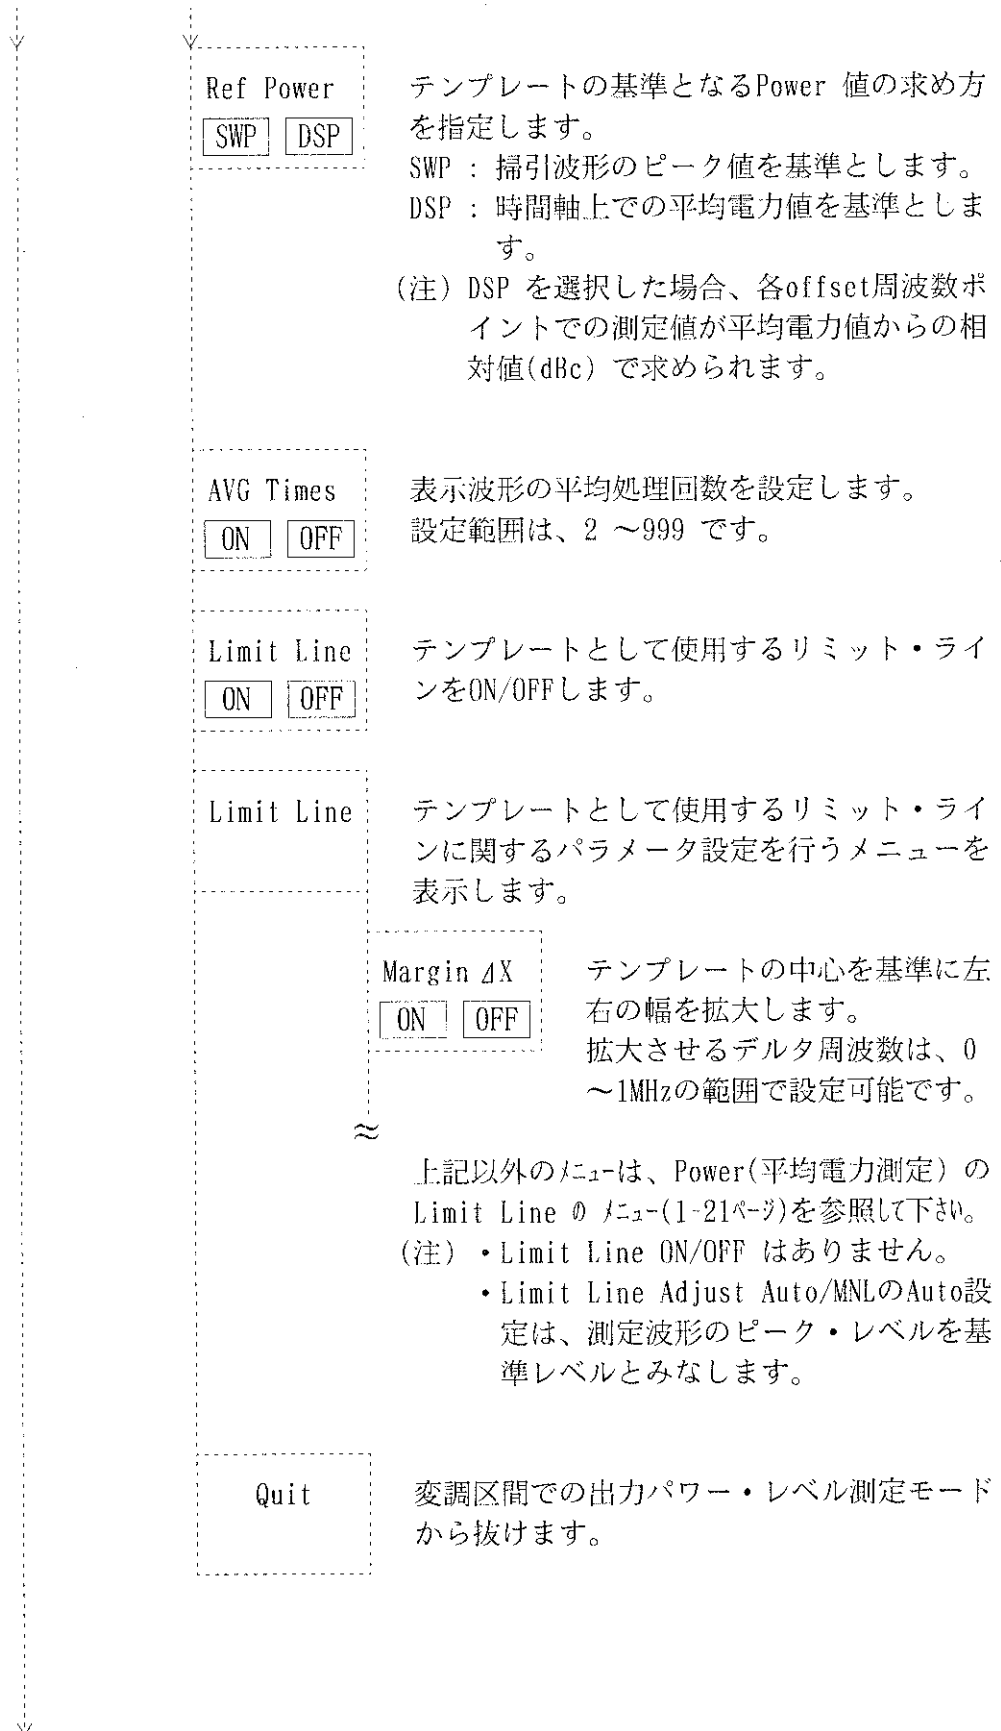 Ref Power
SWP DSP
テンプレートの基準となるPower 値の求め方
を指定します。
SWP : 掃引波形のピーク値を基準とします。
DSP : 時間軸上での平均電力値を基準としま
す。
(注) DSP を選択した場合、各offset周波数ポ
イントでの測定値が平均電力値からの相
対値(dBc) で求められます。
AVG Times
ON OFF
表示波形の平均処理回数を設定します。
設定範囲は、2 ～999 です。
Limit Line
ON OFF
テンプレートとして使用するリミット・ライ
ンをON/OFFします。
Limit Line
テンプレートとして使用するリミット・ライ
ンに関するパラメータ設定を行うメニューを
表示します。
Margin ⊿X
ON OFF
テンプレートの中心を基準に左
右の幅を拡大します。
拡大させるデルタ周波数は、0
～1MHzの範囲で設定可能です。
≈
上記以外のﾒﾆｭｰは、Power(平均電力測定) の
Limit Line の ﾒﾆｭｰ(1-21ﾍﾟｰｼﾞ)を参照して下さい。
(注) ・Limit Line ON/OFF はありません。
・Limit Line Adjust Auto/MNLのAuto設
定は、測定波形のピーク・レベルを基
準レベルとみなします。
Quit
変調区間での出力パワー・レベル測定モード
から抜けます。